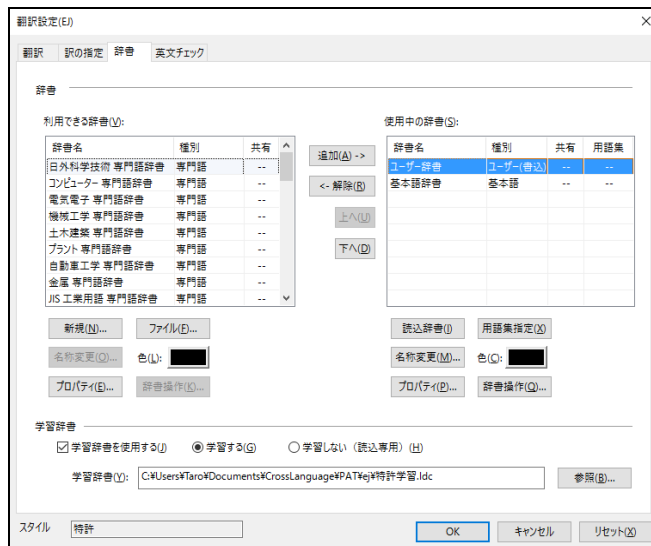 翻訳設定(EJ)
翻訳 訳の指定 辞書 英文チェック
辞書
利用できる辞書(V): 使用中の辞書(S):
辞書名 種別 共有
日外科学技術 専門語辞書 専門語 --
コンピューター 専門語辞書 専門語 --
電気電子 専門語辞書 専門語 --
機械工学 専門語辞書 専門語 --
土木建築 専門語辞書 専門語 --
プラント 専門語辞書 専門語 --
自動車工学 専門語辞書 専門語 --
金属 専門語辞書 専門語 --
JIS 工業用語 専門語辞書 専門語 --
追加(A) ->
<- 解除(R)
上へ(U)
下へ(D)
辞書名 種別 共有 用語集
ユーザー辞書 ユーザー(書込) -- --
基本語辞書 基本語 -- --
新規(N)... ファイル(F)...
名称変更(O)... 色(L):
プロパティ(E)... 辞書操作(K)...
読込辞書(I) 用語集指定(X)
名称変更(M)... 色(C):
プロパティ(P)... 辞書操作(Q)...
学習辞書
学習辞書を使用する(J) 学習する(G) 学習しない（読込専用）(H)
学習辞書(Y): C:¥Users¥Taro¥Documents¥CrossLanguage¥PAT¥ej¥特許学習.ldc 参照(B)...
スタイル 特許 OK キャンセル リセット(X)